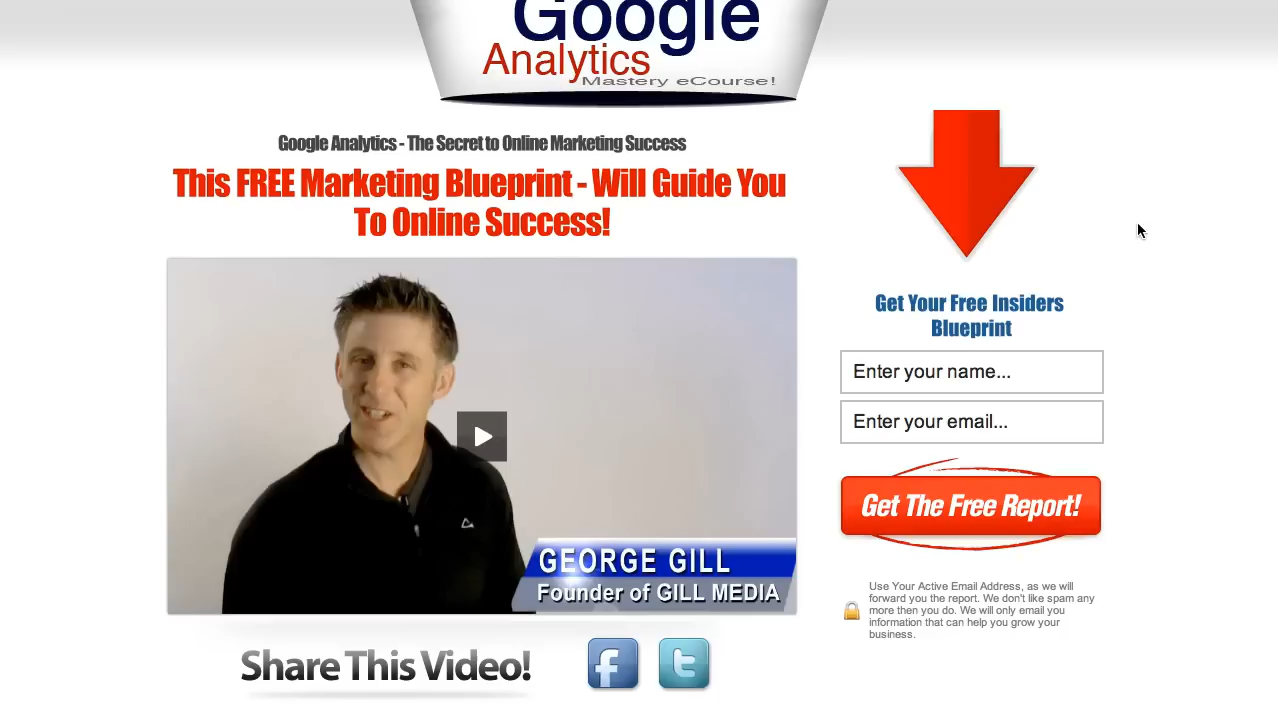 Google
Analytics
Mastery eCourse!
Google Analytics - The Secret to Online Marketing Success
This FREE Marketing Blueprint - Will Guide You
To Online Success!
GEORGE GILL
Founder of GILL MEDIA
Share This Video!
f
t
Get Your Free Insiders
Blueprint
Enter your name...
Enter your email...
Get The Free Report!
Use Your Active Email Address, as we will
forward you the report. We don't like spam any
more then you do. We will only email you
information that can help you grow your
business.